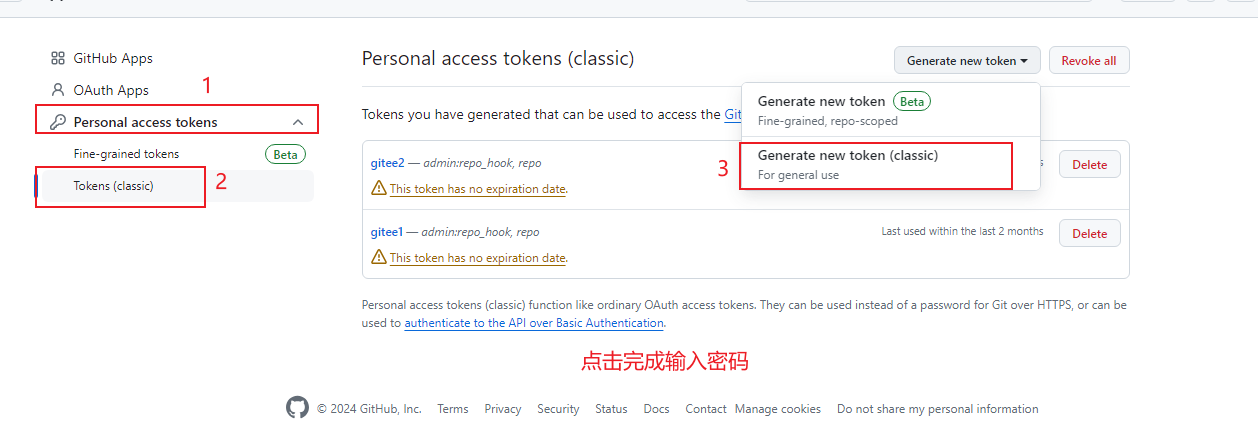 GitHub Apps
OAuth Apps
1
Personal access tokens
Fine-grained tokens Beta
Tokens (classic)
2
Personal access tokens (classic)
Generate new token
Revoke all
Tokens you have generated that can be used to access the Git
Generate new token Beta
Fine-grained, repo-scoped
3
Generate new token (classic)
For general use
gitee2 — admin:repo_hook, repo
s
Delete
This token has no expiration date.
gitee1 — admin:repo_hook, repo
Last used within the last 2 months
Delete
This token has no expiration date.
Personal access tokens (classic) function like ordinary OAuth access tokens. They can be used instead of a password for Git over HTTPS, or can be
used to authenticate to the API over Basic Authentication.
点击完成输入密码
© 2024 GitHub, Inc. Terms Privacy Security Status Docs Contact Manage cookies Do not share my personal information